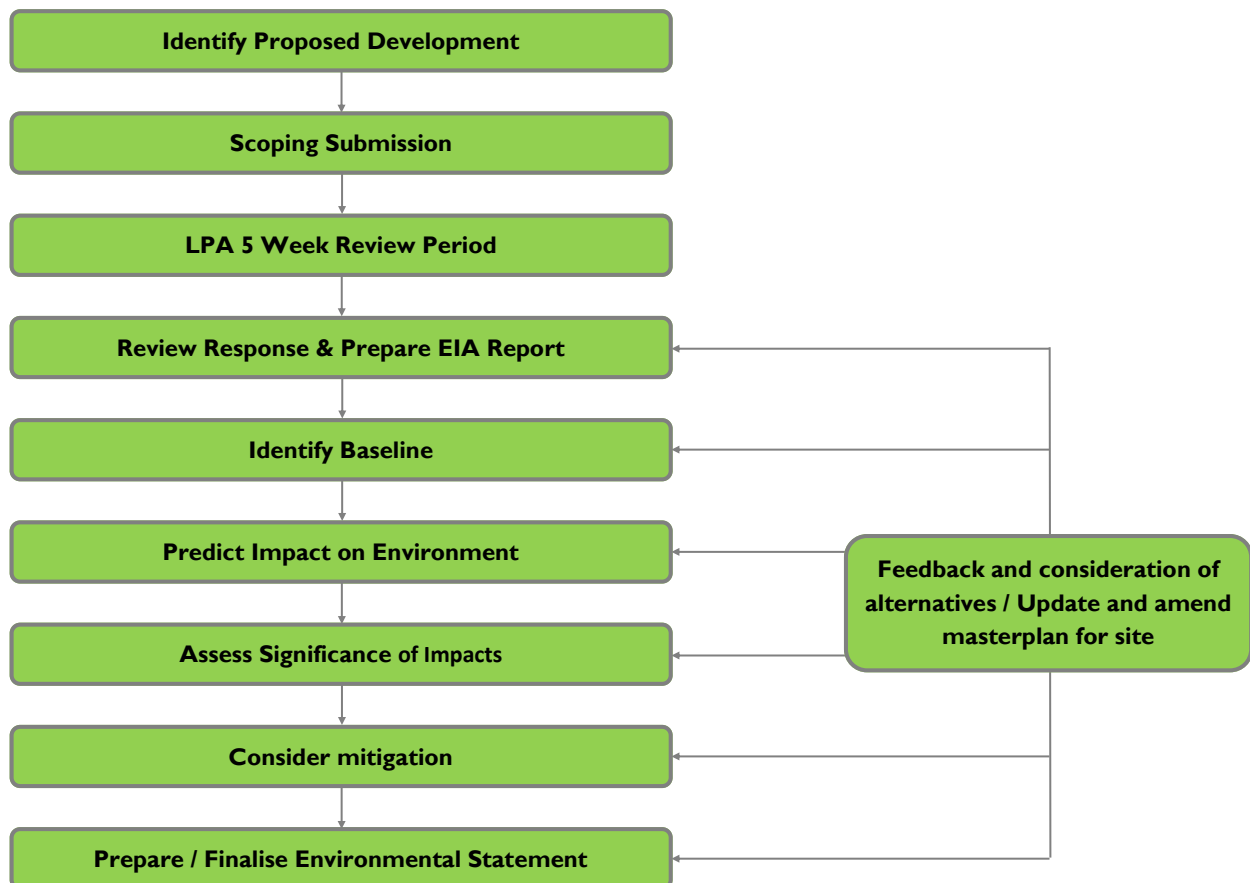 Identify Proposed Development
Scoping Submission
LPA 5 Week Review Period
Review Response & Prepare EIA Report
Identify Baseline
Predict Impact on Environment
Feedback and consideration of
alternatives / Update and amend
masterplan for site
Assess Significance of Impacts
Consider mitigation
Prepare / Finalise Environmental Statement